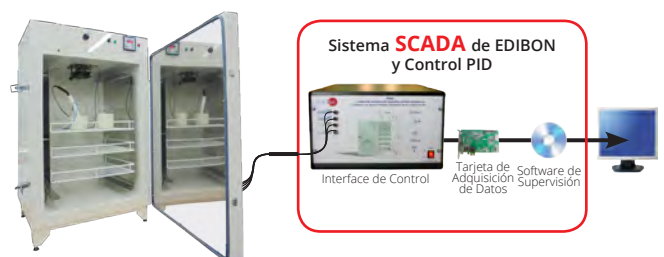 Sistema SCADA de EDIBON
y Control PID
Interface de Control
Tarjeta de
Adquisición
de Datos
Software de
Supervisión